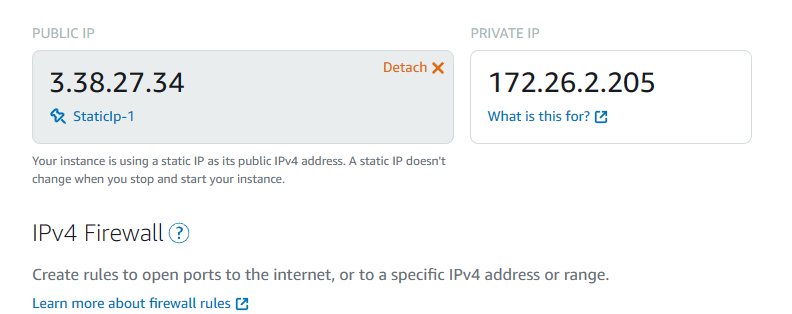 PUBLIC IP
PRIVATE IP
3.38.27.34
Detach
StaticIp-1
172.26.2.205
What is this for?
Your instance is using a static IP as its public IPv4 address. A static IP doesn't
change when you stop and start your instance.
IPv4 Firewall ?
Create rules to open ports to the internet, or to a specific IPv4 address or range.
Learn more about firewall rules